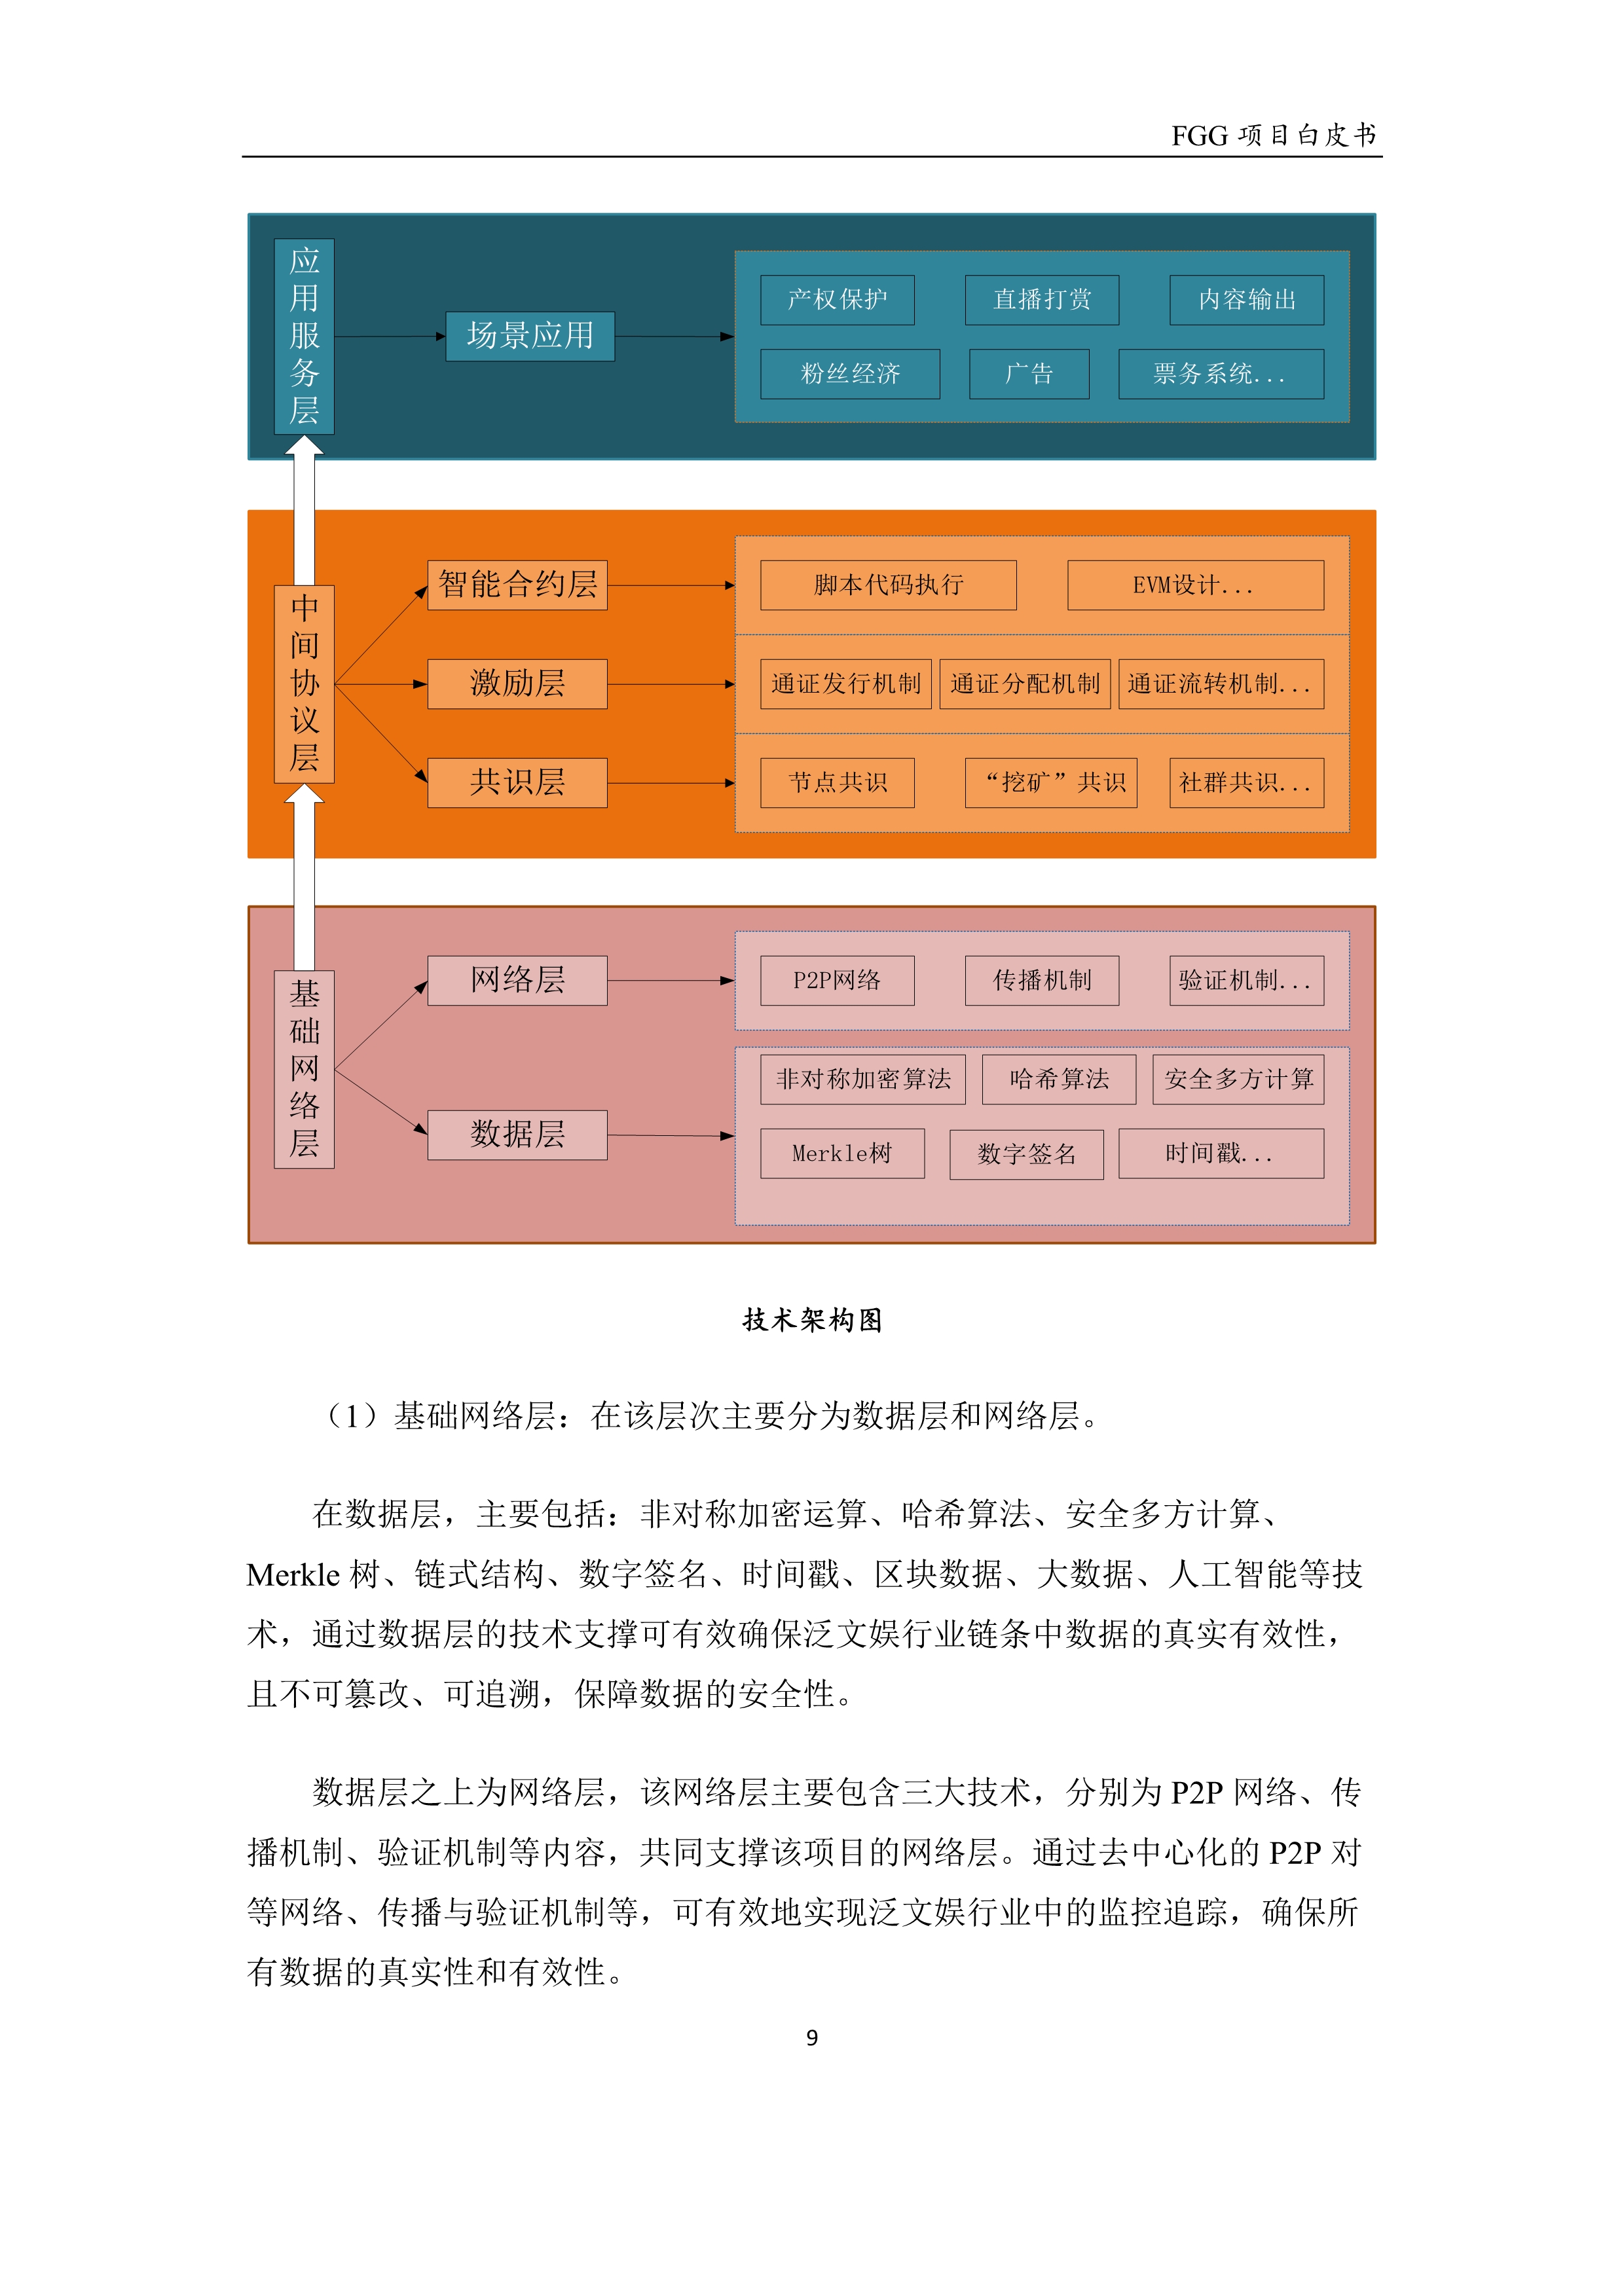 FGG 项目白皮书
应用服务层
场景应用
产权保护
直播打赏
内容输出
粉丝经济
广告
票务系统...
中间协议层
智能合约层
脚本代码执行
EVM设计...
激励层
通证发行机制
通证分配机制
通证流转机制...
共识层
节点共识
“挖矿”共识
社群共识...
基础网络层
网络层
P2P网络
传播机制
验证机制...
数据层
非对称加密算法
哈希算法
安全多方计算
Merkle树
数字签名
时间戳...
技术架构图
（1）基础网络层：在该层次主要分为数据层和网络层。
在数据层，主要包括：非对称加密运算、哈希算法、安全多方计算、
Merkle 树、链式结构、数字签名、时间戳、区块数据、大数据、人工智能等技
术，通过数据层的技术支撑可有效确保泛文娱行业链条中数据的真实有效性，
且不可篡改、可追溯，保障数据的安全性。
数据层之上为网络层，该网络层主要包含三大技术，分别为 P2P 网络、传
播机制、验证机制等内容，共同支撑该项目的网络层。通过去中心化的 P2P 对
等网络、传播与验证机制等，可有效地实现泛文娱行业中的监控追踪，确保所
有数据的真实性和有效性。
9